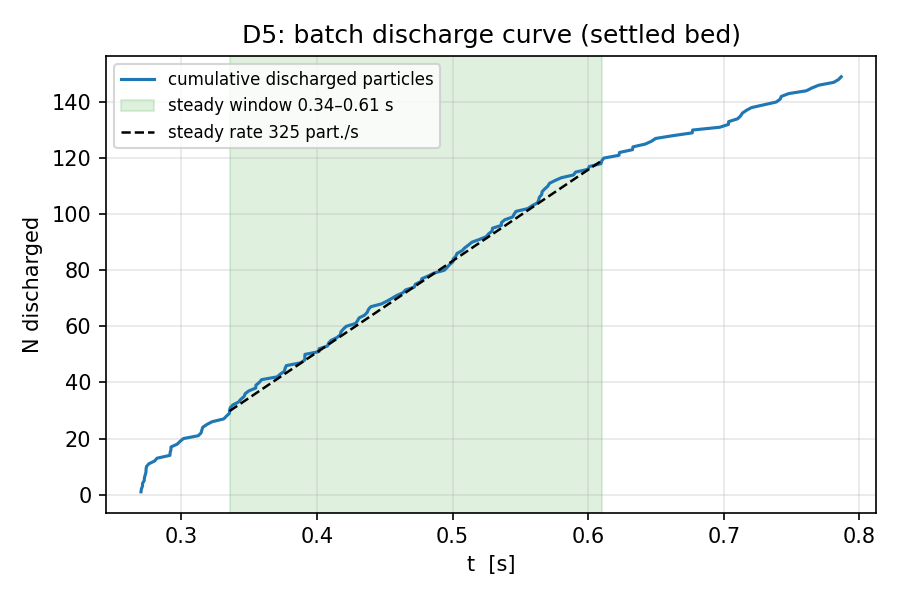 D5: batch discharge curve (settled bed)
cumulative discharged particles
steady window 0.34–0.61 s
steady rate 325 part./s
N discharged
140
120
100
80
60
40
20
0
0.3 0.4 0.5 0.6 0.7 0.8
t [s]